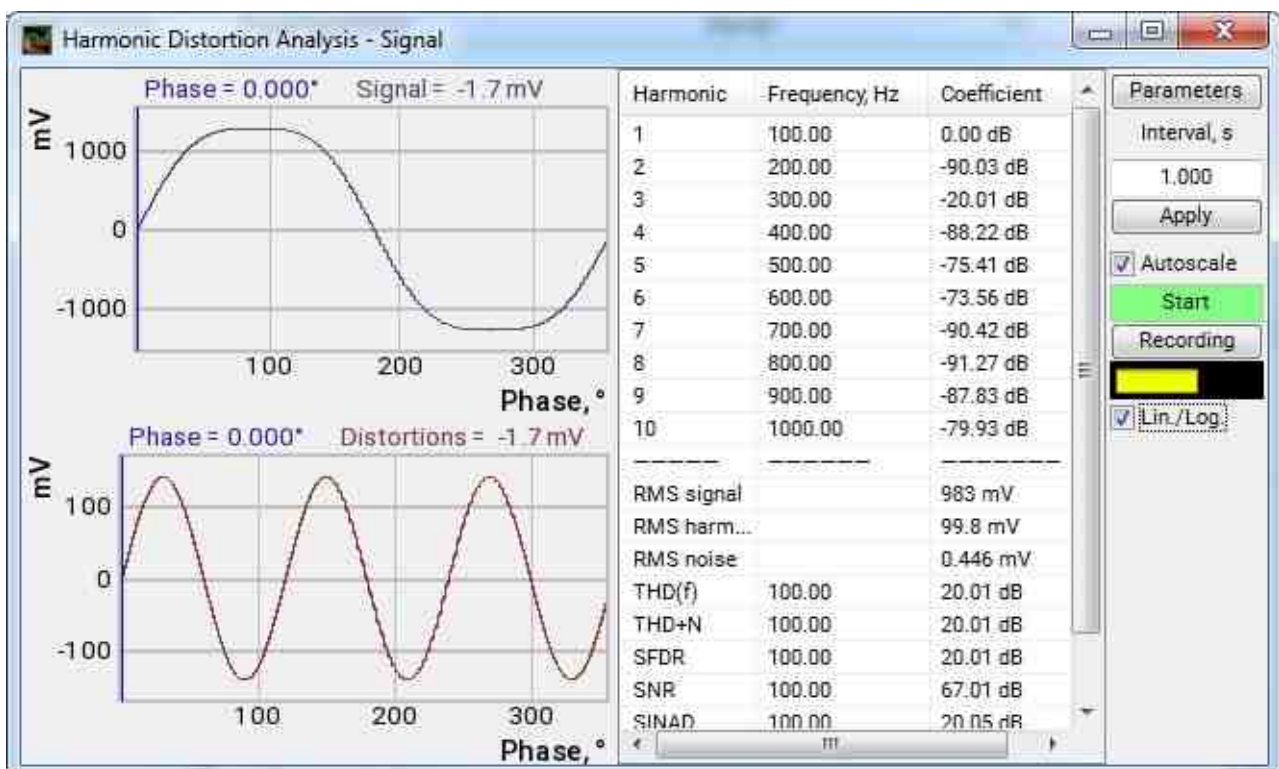 Harmonic Distortion Analysis - Signal
Phase = 0.000° Signal = -1.7 mV
mV
1000
0
-1000
100 200 300
Phase, °
Phase = 0.000° Distortions = -1.7 mV
mV
100
0
-100
100 200 300
Phase, °
Harmonic Frequency, Hz Coefficient
1 100.00 0.00 dB
2 200.00 -90.03 dB
3 300.00 -20.01 dB
4 400.00 -88.22 dB
5 500.00 -75.41 dB
6 600.00 -73.56 dB
7 700.00 -90.42 dB
8 800.00 -91.27 dB
9 900.00 -87.83 dB
10 1000.00 -79.93 dB
----- ------ -------
RMS signal 983 mV
RMS harm... 99.8 mV
RMS noise 0.446 mV
THD(f) 100.00 20.01 dB
THD+N 100.00 20.01 dB
SFDR 100.00 20.01 dB
SNR 100.00 67.01 dB
SINAD 100.00 20.05 dB
Parameters
Interval, s
1.000
Apply
Autoscale
Start
Recording
Lin./Log.